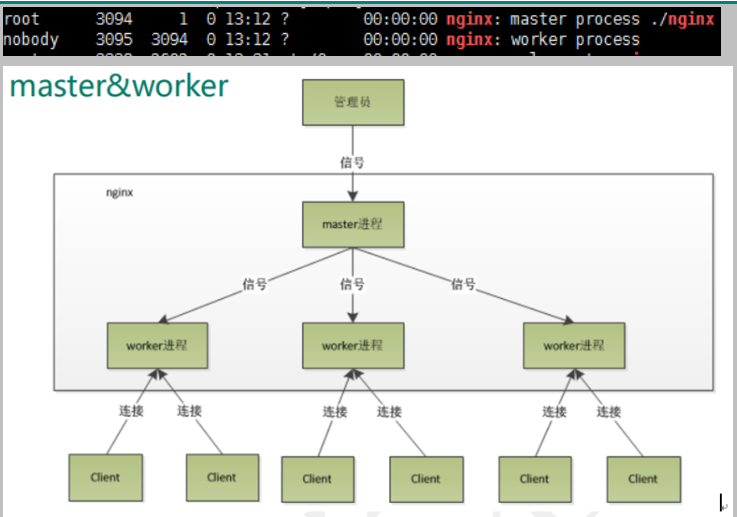 root 3094 1 0 13:12 ? 00:00:00 nginx: master process ./nginx
nobody 3095 3094 0 13:12 ? 00:00:00 nginx: worker process
master&worker
管理员
信号
nginx
master进程
信号 信号 信号
worker进程 worker进程 worker进程
连接 连接 连接 连接 连接 连接
Client Client Client Client Client Client